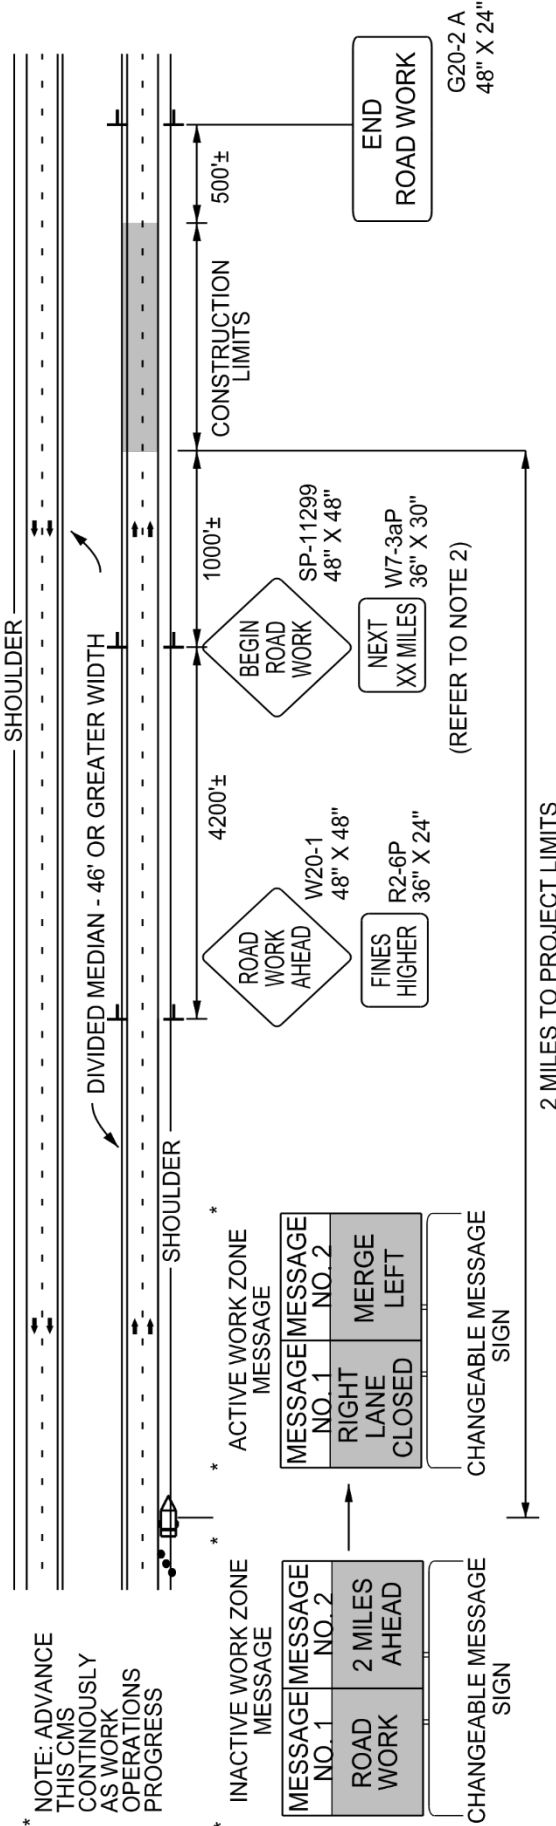 SHOULDER
* NOTE: ADVANCE
THIS CMS
CONTINOUSLY
AS WORK
OPERATIONS
PROGRESS
DIVIDED MEDIAN - 46' OR GREATER WIDTH
SHOULDER
4200'±
1000'±
CONSTRUCTION
LIMITS
500'±
* INACTIVE WORK ZONE *
MESSAGE
MESSAGE
NO. 1
MESSAGE
NO. 2
ROAD
WORK
2 MILES
AHEAD
CHANGEABLE MESSAGE
SIGN
* ACTIVE WORK ZONE *
MESSAGE
MESSAGE
NO. 1
MESSAGE
NO. 2
RIGHT
LANE
CLOSED
MERGE
LEFT
CHANGEABLE MESSAGE
SIGN
ROAD
WORK
AHEAD
W20-1
48" X 48"
FINES
HIGHER
R2-6P
36" X 24"
BEGIN
ROAD
WORK
SP-11299
48" X 48"
NEXT
XX MILES
W7-3aP
36" X 30"
(REFER TO NOTE 2)
END
ROAD WORK
G20-2 A
48" X 24"
2 MILES TO PROJECT LIMITS